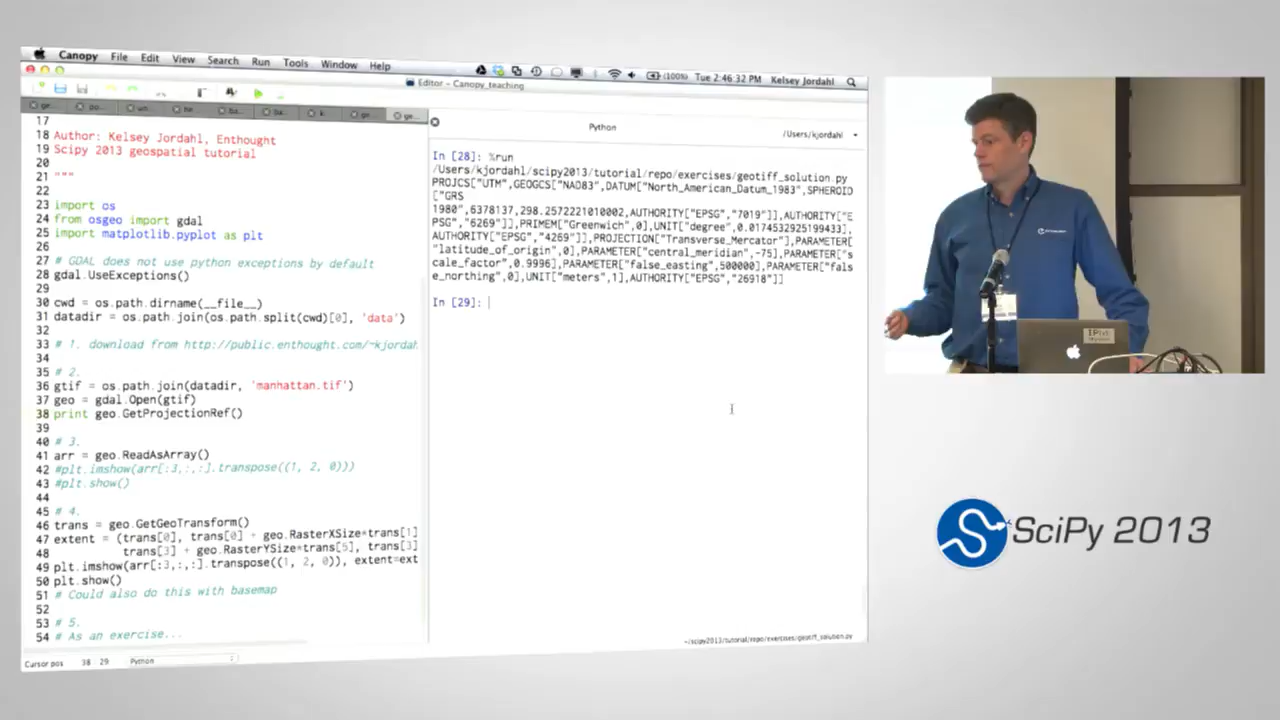 Canopy File Edit View Search Run Tools Window Help
(100%) Tue 2:46:32 PM Kelsey Jordahl
Editor - Canopy_teaching
17
18 Author: Kelsey Jordahl, Enthought
19 Scipy 2013 geospatial tutorial
20
21 """
22
23 import os
24 from osgeo import gdal
25 import matplotlib.pyplot as plt
26
27 # GDAL does not use python exceptions by default
28 gdal.UseExceptions()
29
30 cwd = os.path.dirname(__file__)
31 datadir = os.path.join(os.path.split(cwd)[0], 'data')
32
33 # 1. download from http://public.enthought.com/~kjordah
34
35 # 2.
36 gtif = os.path.join(datadir, 'manhattan.tif')
37 geo = gdal.Open(gtif)
38 print geo.GetProjectionRef()
39
40 # 3.
41 arr = geo.ReadAsArray()
42 #plt.imshow(arr[:3,:,:].transpose((1, 2, 0)))
43 #plt.show()
44
45 # 4.
46 trans = geo.GetGeoTransform()
47 extent = (trans[0], trans[0] + geo.RasterXSize*trans[1]
48 trans[3] + geo.RasterYSize*trans[5], trans[3]
49 plt.imshow(arr[:3,:,:].transpose((1, 2, 0)), extent=ext
50 plt.show()
51 # Could also do this with basemap
52
53 # 5.
54 # As an exercise...
Cursor pos 38 29 Python
Python
/Users/kjordahl
In [28]: %run
/Users/kjordahl/scipy2013/tutorial/repo/exercises/geotiff_solution.py
PROJCS["UTM",GEOGCS["NAD83",DATUM["North_American_Datum_1983",SPHEROID
["GRS
1980",6378137,298.2572221010002,AUTHORITY["EPSG","7019"]],AUTHORITY["E
PSG","6269"]],PRIMEM["Greenwich",0],UNIT["degree",0.0174532925199433],
AUTHORITY["EPSG","4269"]],PROJECTION["Transverse_Mercator"],PARAMETER[
"latitude_of_origin",0],PARAMETER["central_meridian",-75],PARAMETER["s
cale_factor",0.9996],PARAMETER["false_easting",500000],PARAMETER["fals
e_northing",0],UNIT["meters",1],AUTHORITY["EPSG","26918"]]
In [29]:
~/scipy2013/tutorial/repo/exercises/geotiff_solution.py
SciPy 2013